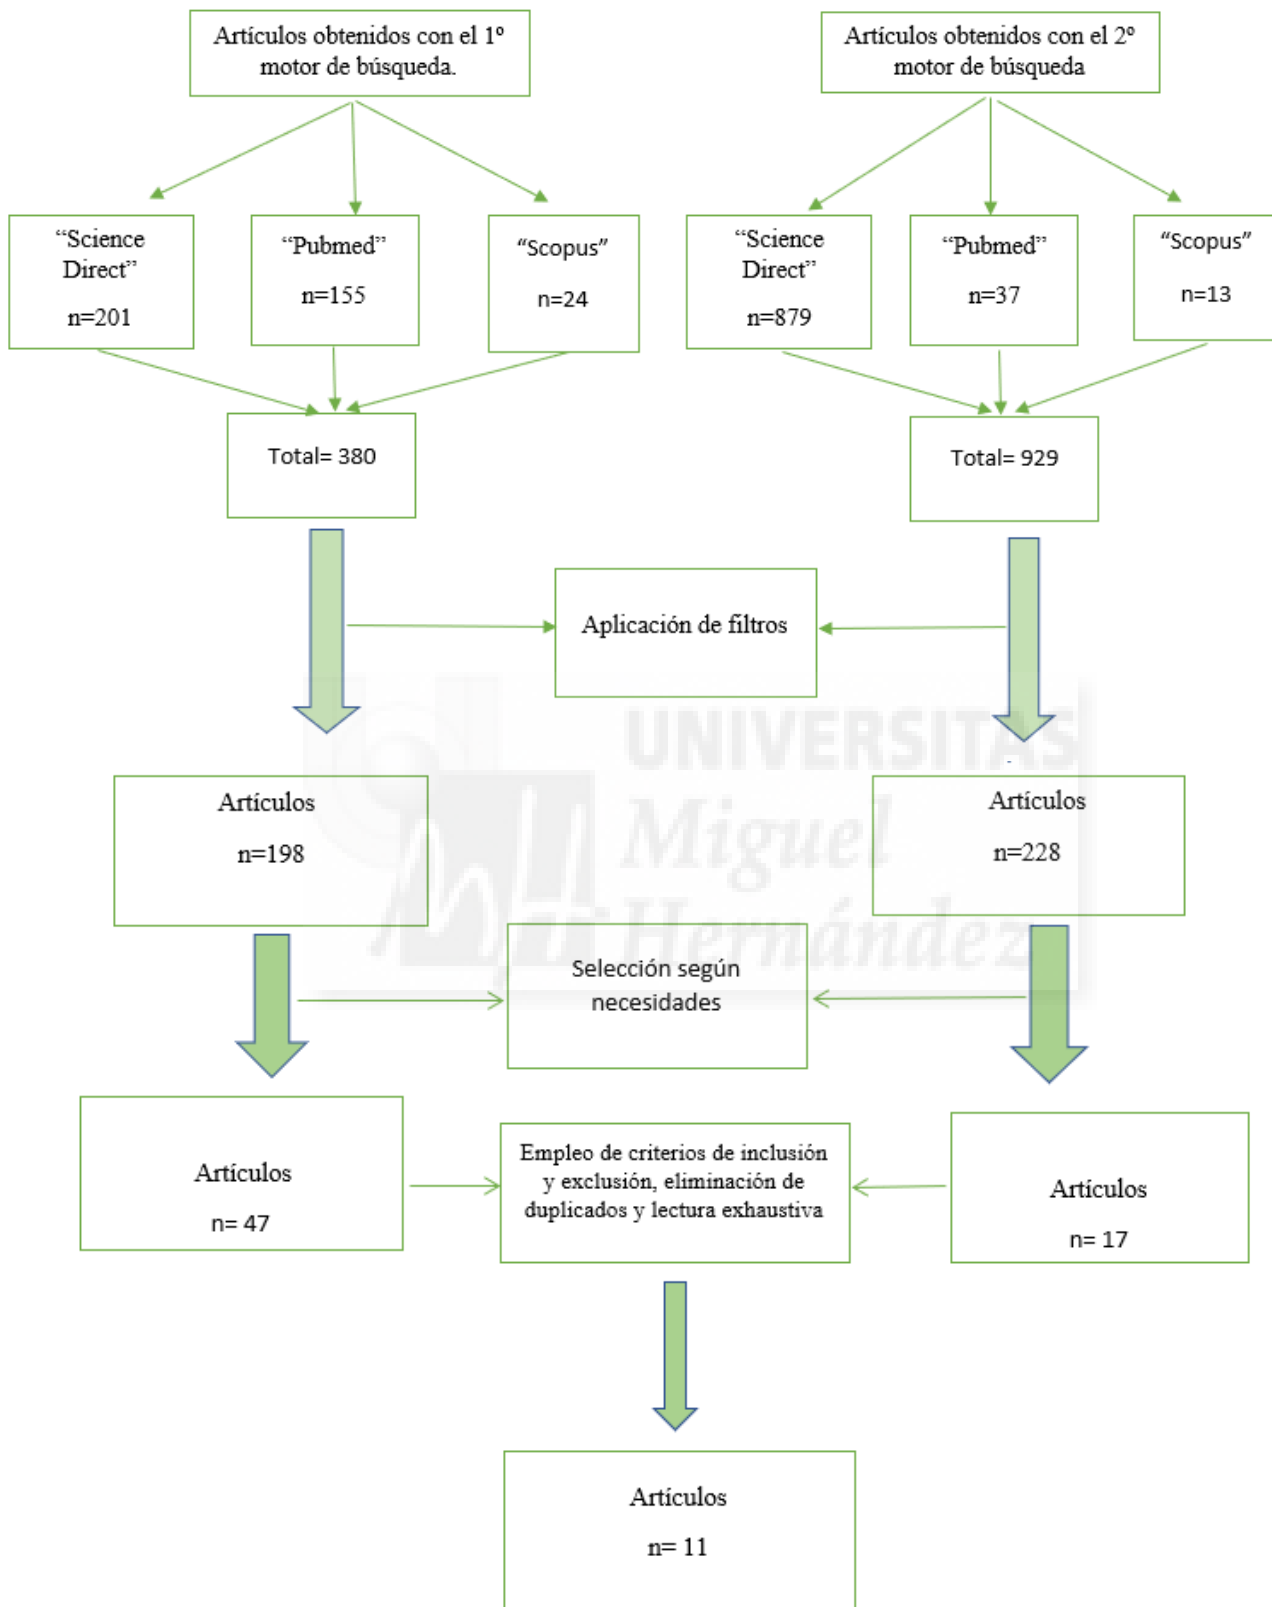 Artículos obtenidos con el 1º
motor de búsqueda.
Artículos obtenidos con el 2º
motor de búsqueda
“Science
Direct”
n=201
“Pubmed”
n=155
“Scopus”
n=24
“Science
Direct”
n=879
“Pubmed”
n=37
“Scopus”
n=13
Total= 380
Total= 929
Aplicación de filtros
UNIVERSITAS
Miguel
Hernández
Artículos
n=198
Artículos
n=228
Selección según
necesidades
Artículos
n= 47
Empleo de criterios de inclusión
y exclusión, eliminación de
duplicados y lectura exhaustiva
Artículos
n= 17
Artículos
n= 11